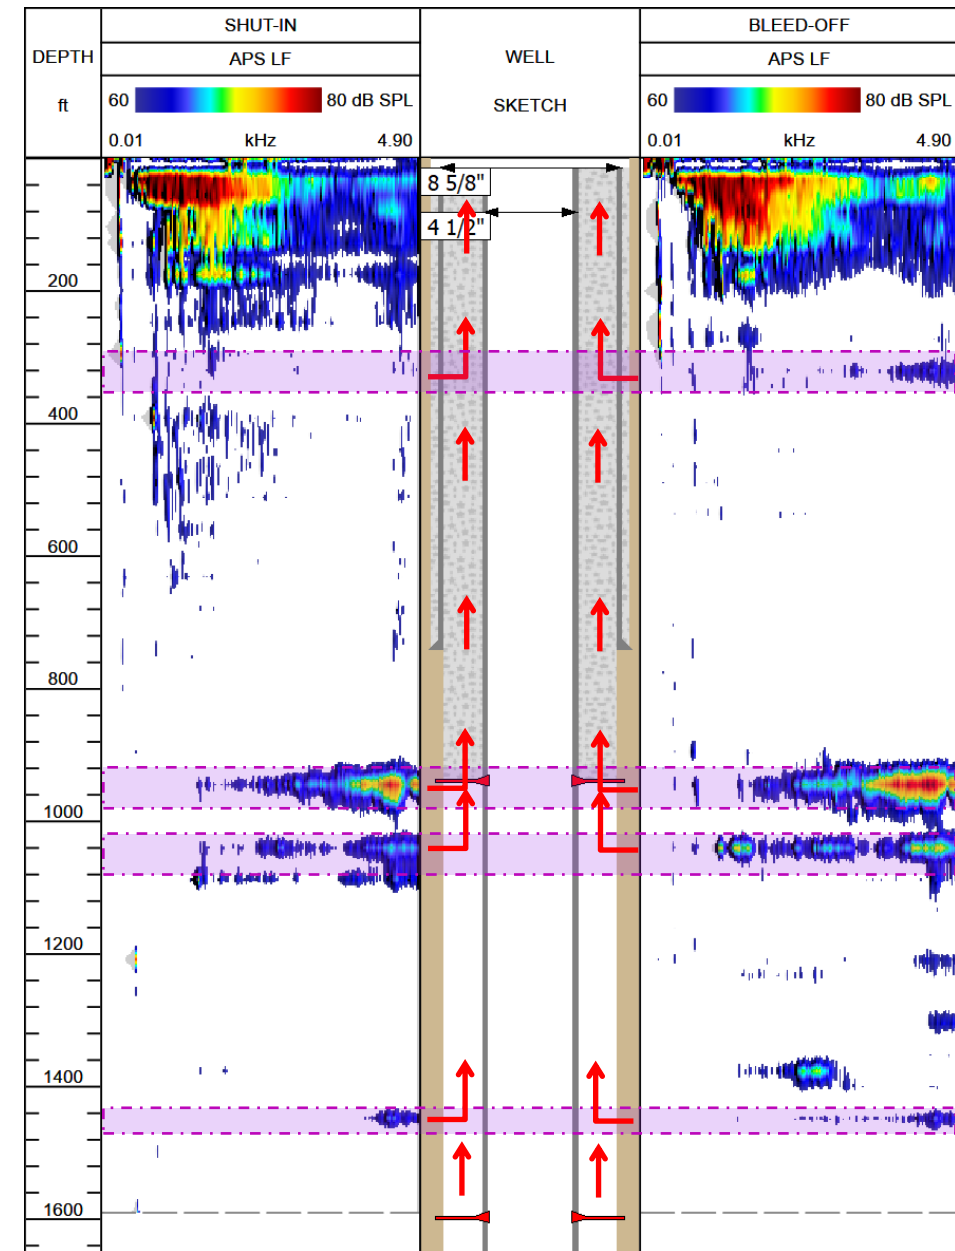 SHUT-IN
BLEED-OFF
DEPTH
APS LF
WELL
APS LF
ft
60
80 dB SPL
SKETCH
60
80 dB SPL
0.01
kHz
4.90
0.01
kHz
4.90
8 5/8"
4 1/2"
200
400
600
800
1000
1200
1400
1600